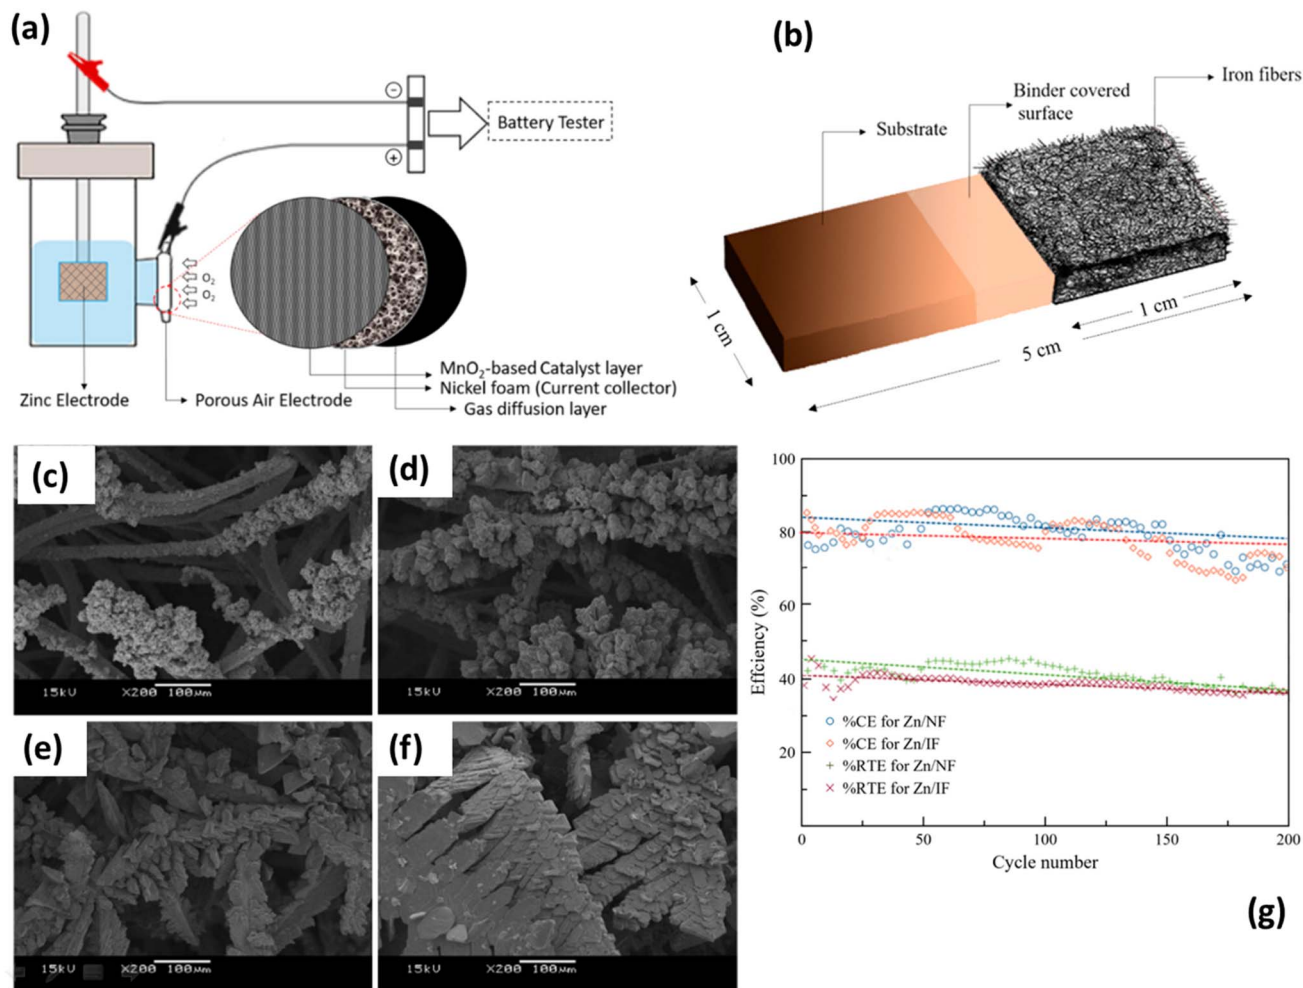 (a)
−
+
Battery Tester
O₂
O₂
MnO₂-based Catalyst layer
Nickel foam (Current collector)
Gas diffusion layer
Zinc Electrode
Porous Air Electrode
(b)
Iron fibers
Binder covered
surface
Substrate
1 cm
1 cm
5 cm
(c)
15kU X200 100μm
(d)
15kU X200 100μm
(e)
15kU X200 100μm
(f)
15kU X200 100μm
100
80
60
40
20
Effciency (%)
%CE for Zn/NF
%CE for Zn/IF
%RTE for Zn/NF
%RTE for Zn/IF
0 50 100 150 200
Cycle number
(g)